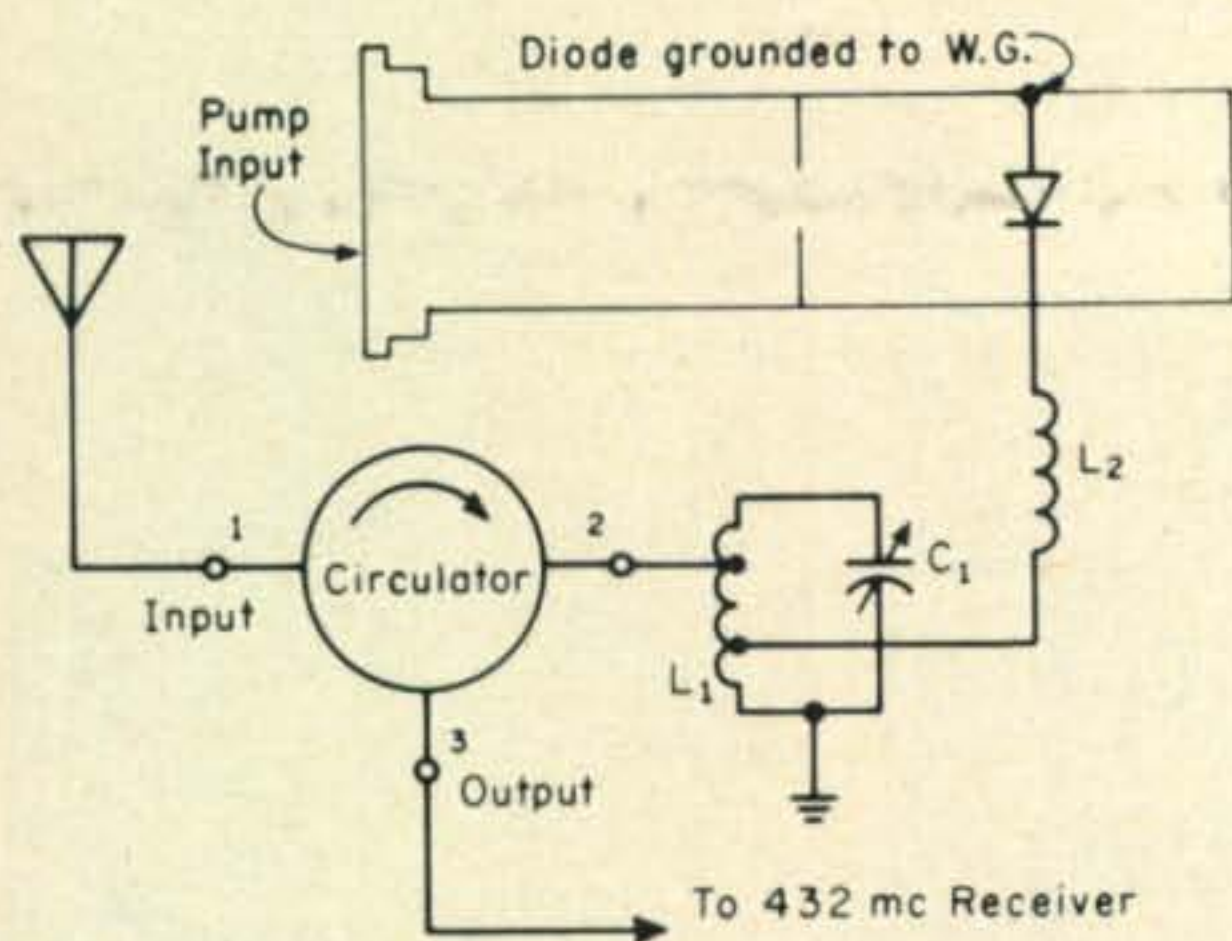 Diode grounded to W.G.
Pump
Input
L₂
1
2
Circulator
C₁
Input
L₁
3
Output
To 432 mc Receiver